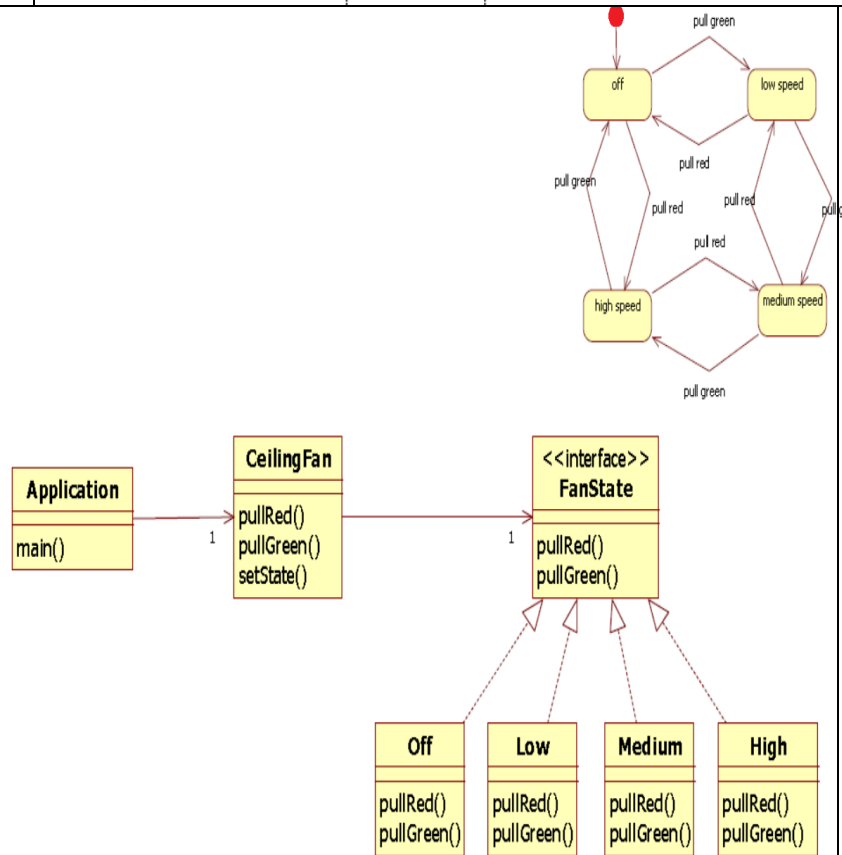 pull green
off
low speed
pull red
pull green
pull red
pull red
pull g
pull red
high speed
medium speed
pull green
CeilingFan
<<interface>>
FanState
Application
pullRed()
pullGreen()
setState()
main()
1
1
pullRed()
pullGreen()
Off
Low
Medium
High
pullRed()
pullGreen()
pullRed()
pullGreen()
pullRed()
pullGreen()
pullRed()
pullGreen()